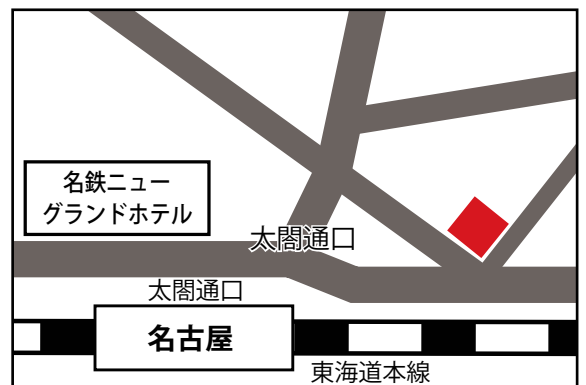 名鉄ニュー
グランドホテル
太閤通口
太閤通口
名古屋
東海道本線